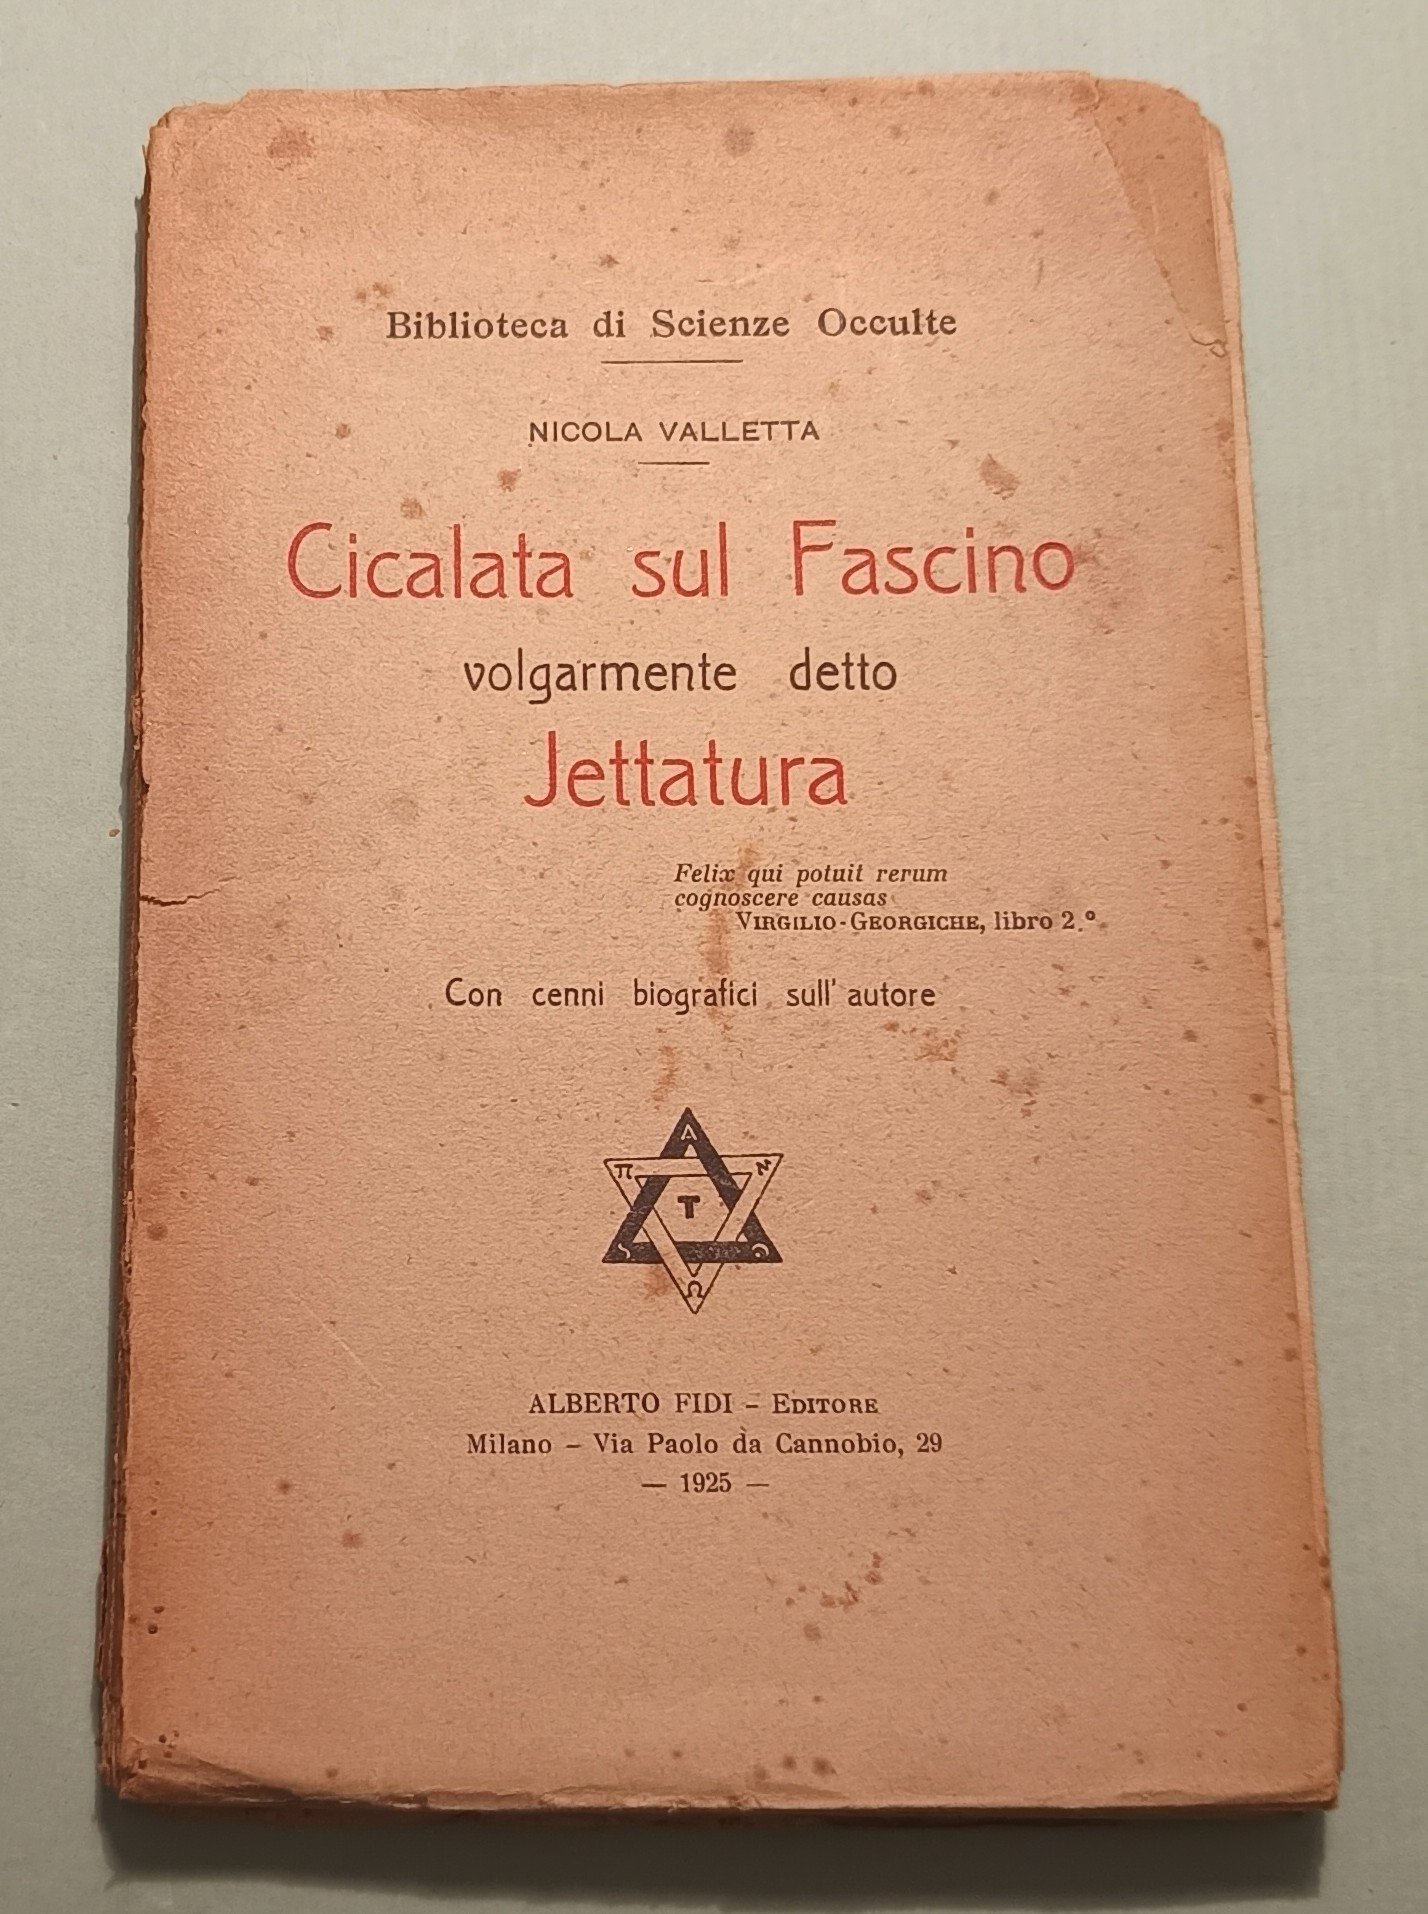 Biblioteca di Scienze Occulte
NICOLA VALLETTA
Cicalata sul Fascino
volgarmente detto
Jettatura
Felix qui potuit rerum
cognoscere causas
VIRGILIO-GEORGICHE, libro 2.º
Con cenni biografici sull' autore
A
T
Ω
ALBERTO FIDI – EDITORE
Milano – Via Paolo da Cannobio, 29
— 1925 —